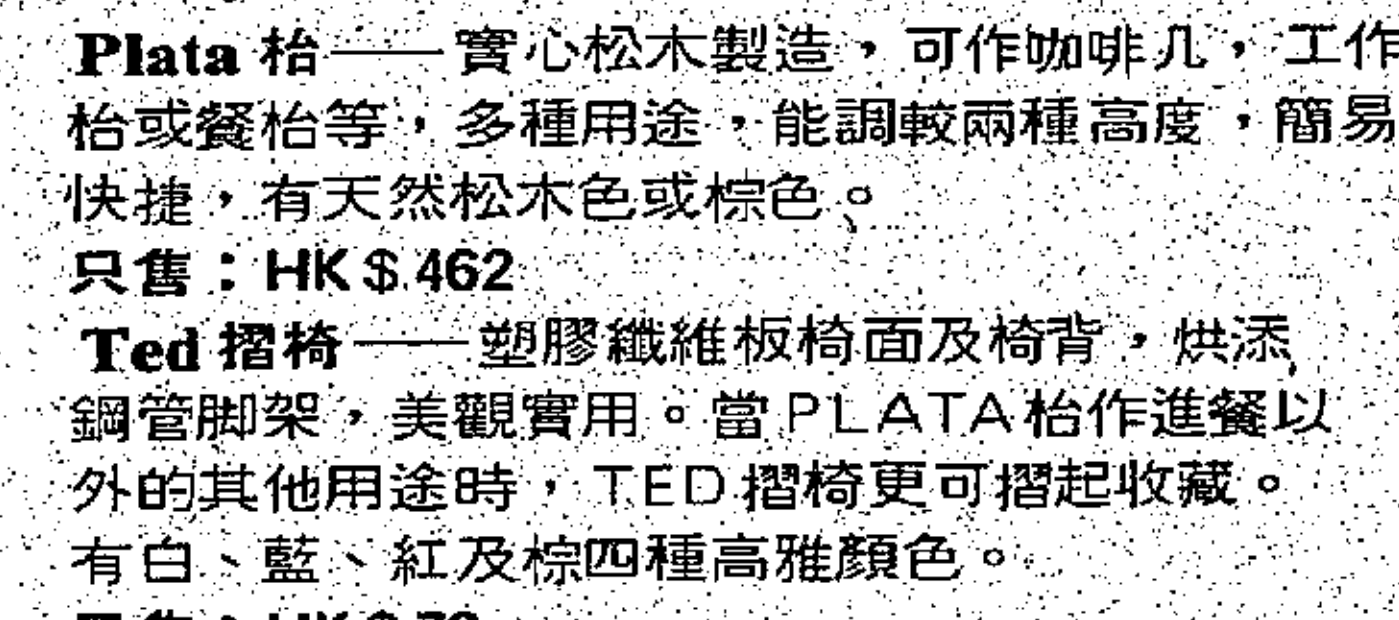 Plata 枱——實心松木製造，可作咖啡几，工作
枱或餐枱等，多種用途，能調較兩種高度，簡易
快捷，有天然松木色或棕色。
只售：HK$462
Ted 摺椅——塑膠纖維板椅面及椅背，烘添
鋼管脚架，美觀實用。當PLATA枱作進餐以
外的其他用途時，TED摺椅更可摺起收藏。
有白、藍、紅及棕四種高雅顏色。
只售：HK$79